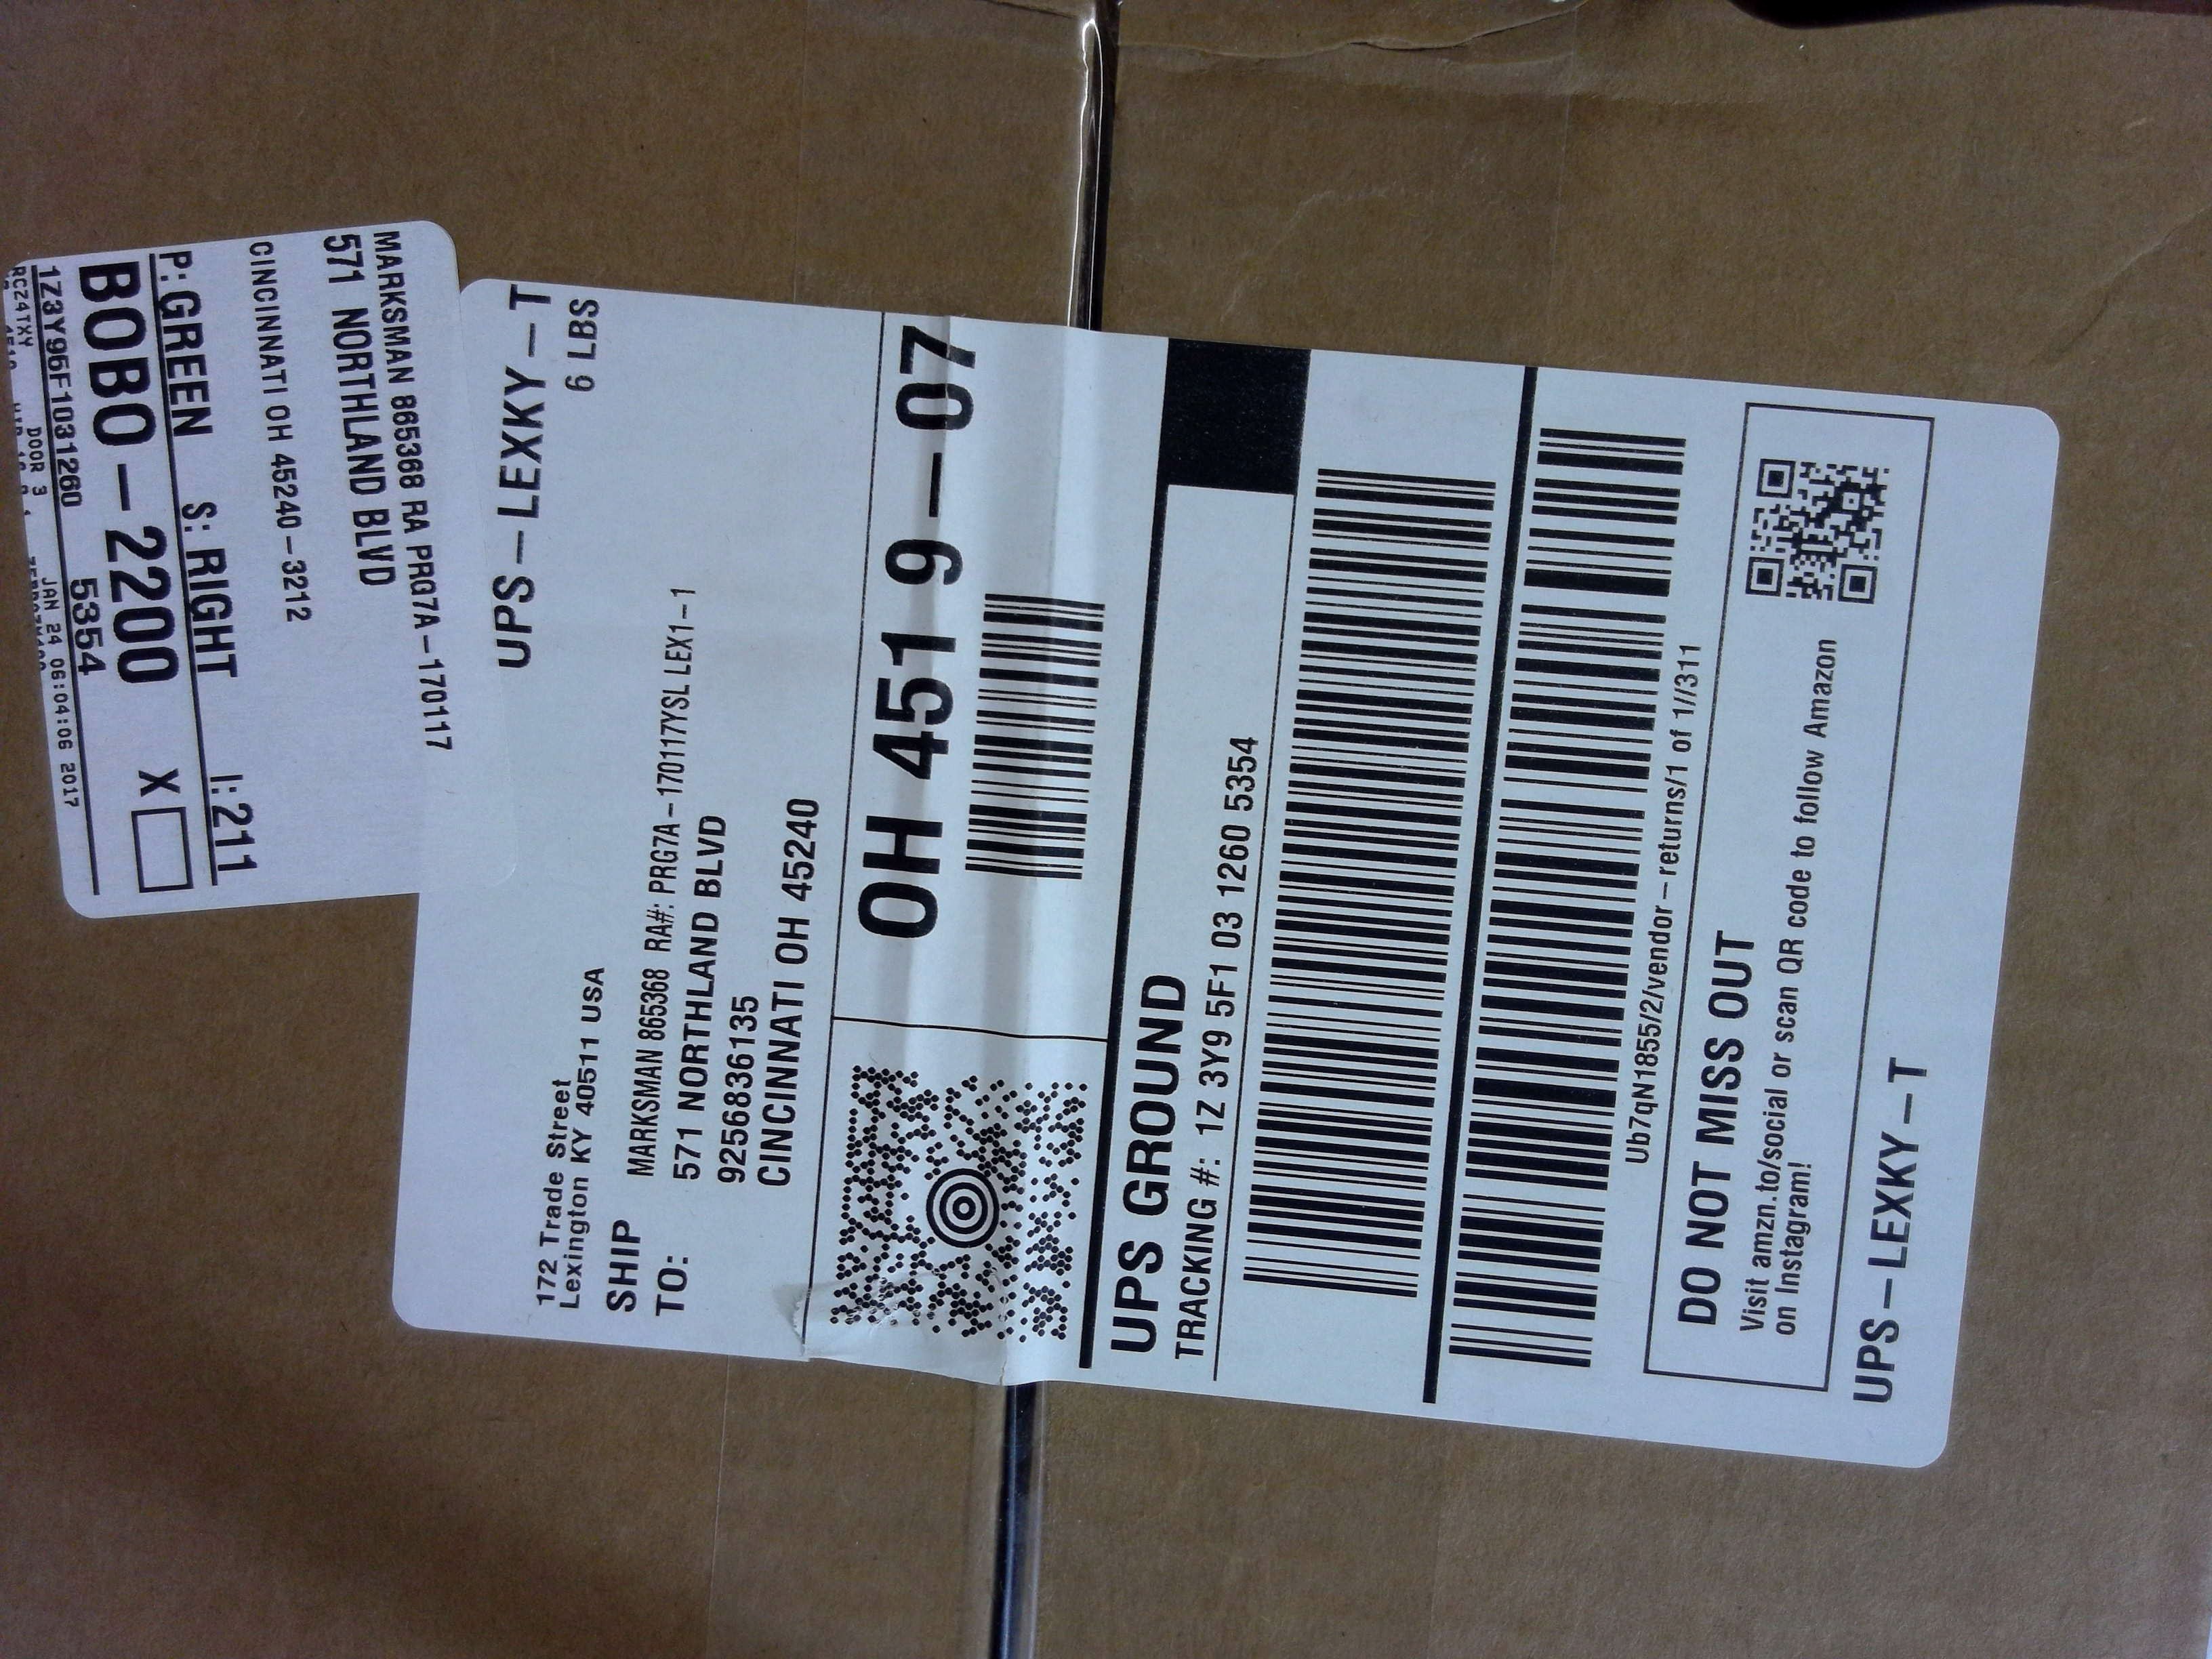 RCZ4TXY DOOR 3 JAN 24 06:04:06 2017
1Z3Y95F1031260 5354
BOBO-2200 X
P:GREEN S:RIGHT I:211
CINCINNATI OH 45240-3212
571 NORTHLAND BLVD
MARKSMAN 865368 RA PRG7A-170117
UPS-LEXKY-T
6 LBS
172 Trade Street
Lexington KY 40511 USA
SHIP
TO:
MARKSMAN 865368 RA#: PRG7A-170117YSL LEX1-1
571 NORTHLAND BLVD
9256836135
CINCINNATI OH 45240
OH 451 9-07
UPS GROUND
TRACKING #: 1Z 3Y9 5F1 03 1260 5354
Ub7qN1855/2/vendor-returns/1 of 1//311
DO NOT MISS OUT
Visit amzn.to/social or scan QR code to follow Amazon
on Instagram!
UPS-LEXKY-T